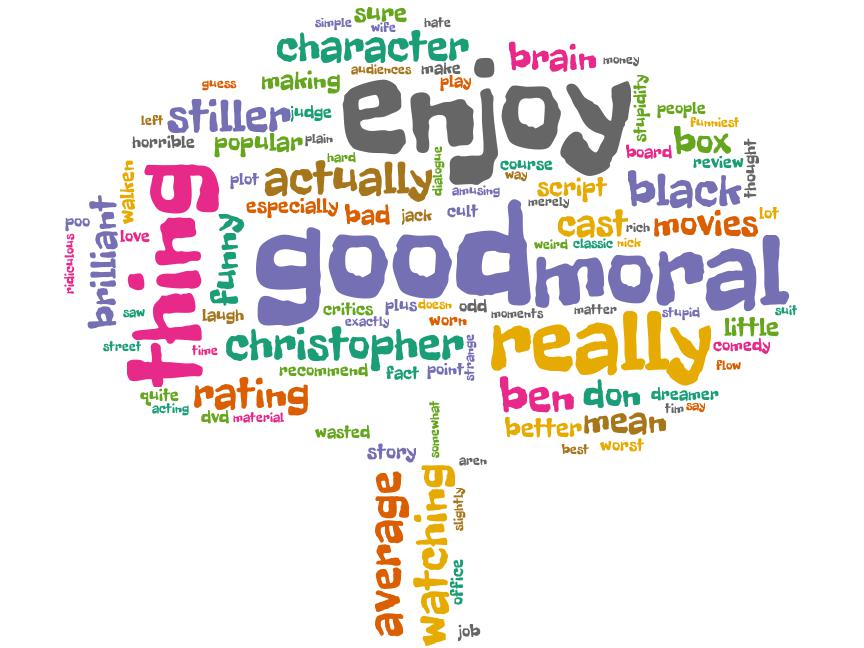 simple sure
wife hate
character
brain money
audiences make
guess making play
enjoy
stupidity people
left stiller judge
funniest
horrible popular plain
board box
review thought
walken plot hard
actually dialogue
course
way
amusing
script
merely
black
especially bad jack cult
cast rich movies lot
poo brilliant
love thing funny
good
weird classic nick
moral
ridiculous
saw
laugh critics plus doesn odd
exactly worn
moments matter stupid suit
really little
street time christopher strange
comedy
recommend fact point
flow
quite rating
acting dvd material
ben don dreamer
tim say
better mean
wasted somewhat
best worst
story aren
average watching slightly
office
job